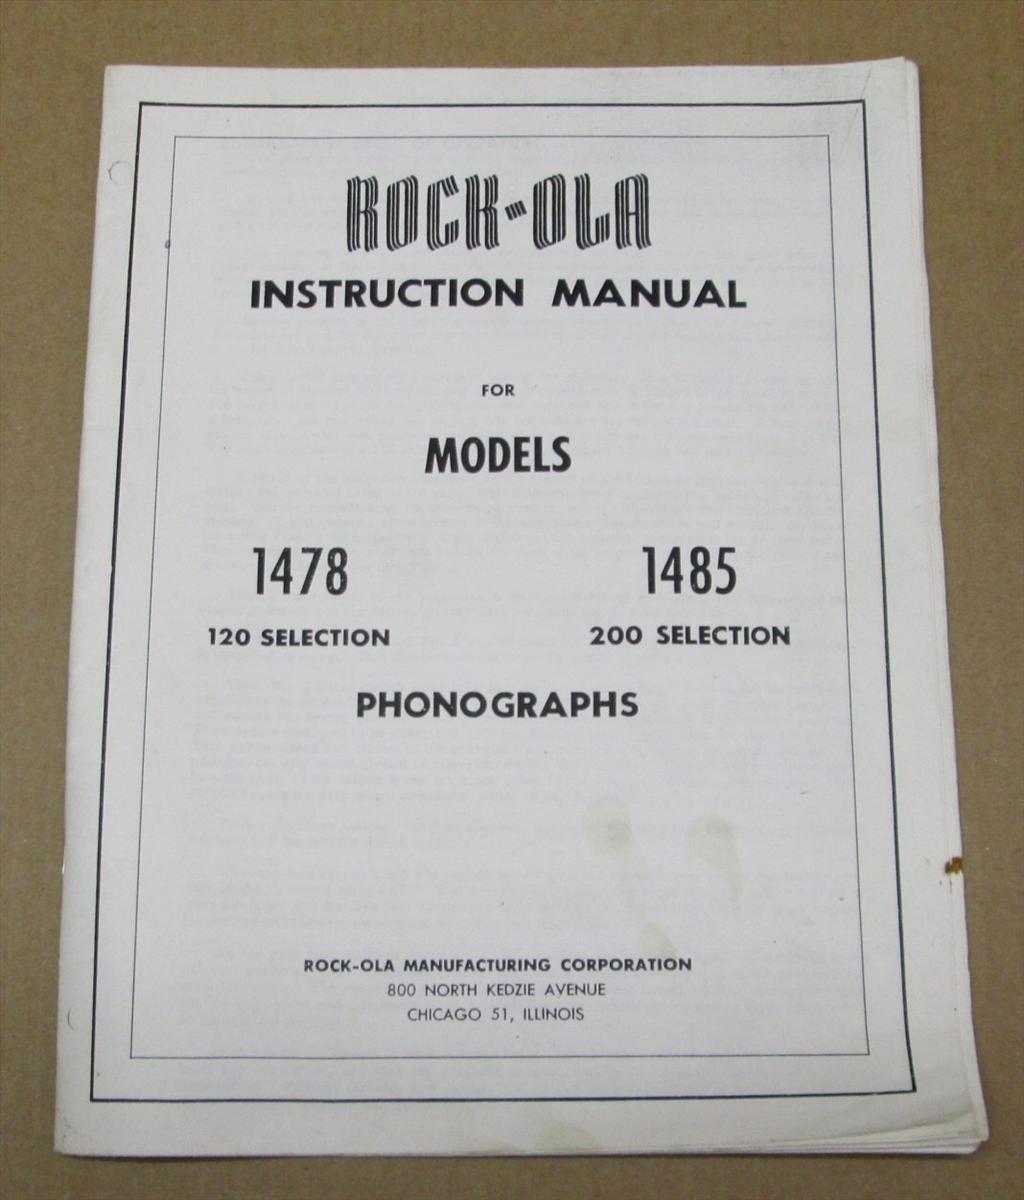 ROCK-OLA
INSTRUCTION MANUAL
FOR
MODELS
1478 1485
120 SELECTION 200 SELECTION
PHONOGRAPHS
ROCK-OLA MANUFACTURING CORPORATION
800 NORTH KEDZIE AVENUE
CHICAGO 51, ILLINOIS